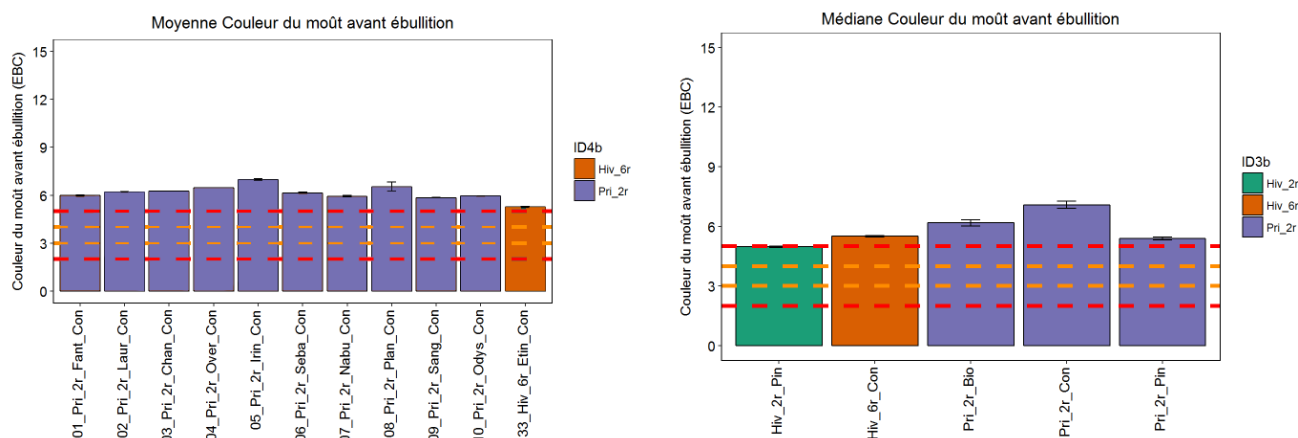 Moyenne Couleur du moût avant ébullition
Couleur du moût avant ébullition (EBC)
15
12
9
6
3
0
01_Pri_2r_Fant_Con
02_Pri_2r_Laur_Con
03_Pri_2r_Chan_Con
04_Pri_2r_Over_Con
05_Pri_2r_Irin_Con
06_Pri_2r_Seba_Con
07_Pri_2r_Nabu_Con
08_Pri_2r_Plan_Con
09_Pri_2r_Sang_Con
10_Pri_2r_Odys_Con
33_Hiv_6r_Etin_Con
ID4b
Hiv_6r
Pri_2r
Médiane Couleur du moût avant ébullition
Couleur du moût avant ébullition (EBC)
15
12
9
6
3
0
Hiv_2r_Pin
Hiv_6r_Con
Pri_2r_Bio
Pri_2r_Con
Pri_2r_Pin
ID3b
Hiv_2r
Hiv_6r
Pri_2r